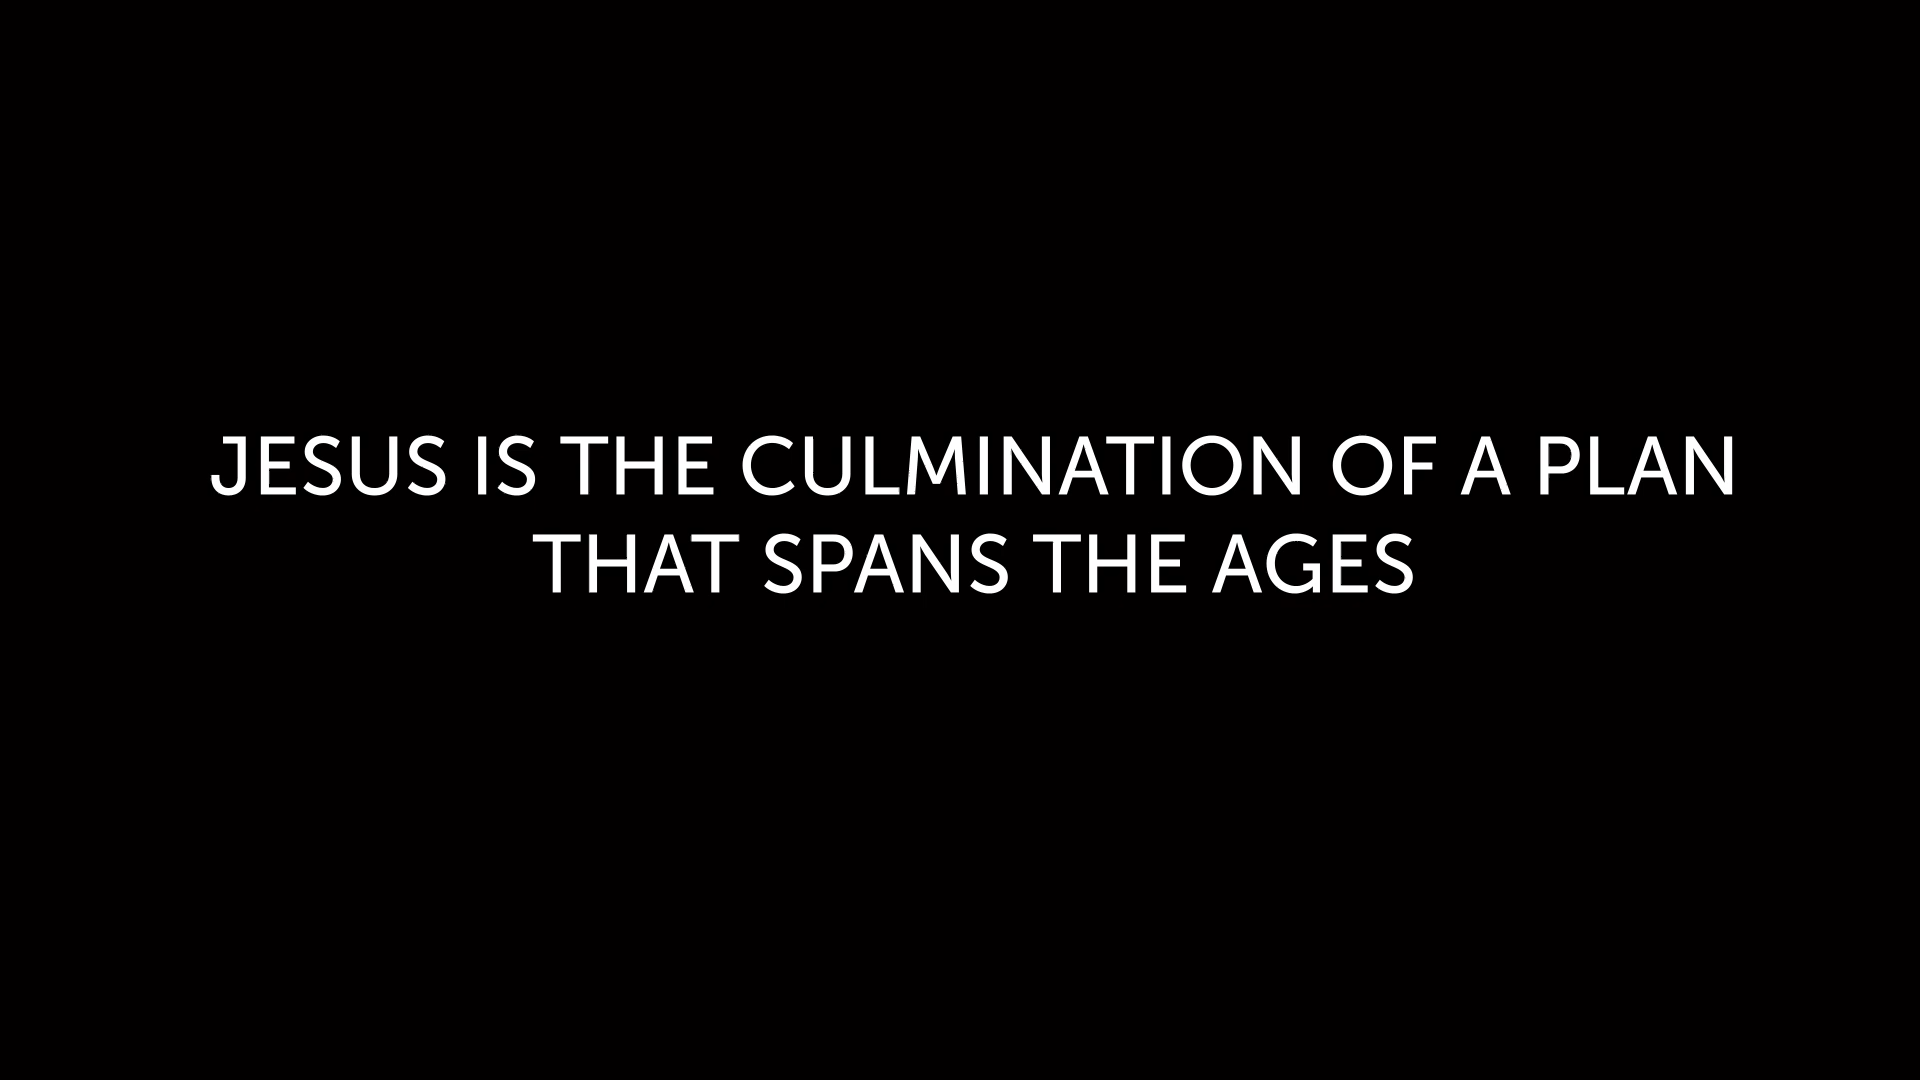 JESUS IS THE CULMINATION OF A PLAN
THAT SPANS THE AGES